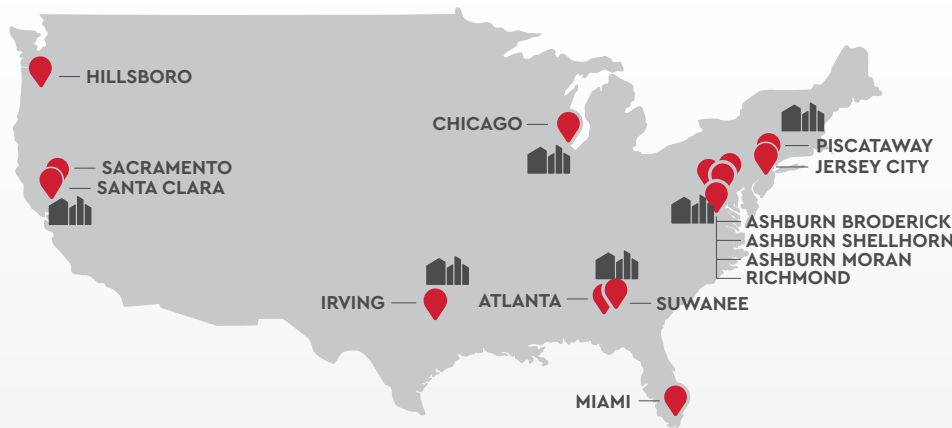 HILLSBORO
CHICAGO
PISCATAWAY
JERSEY CITY
SACRAMENTO
SANTA CLARA
ASHBURN BRODERICK
ASHBURN SHELLHORN
ASHBURN MORAN
RICHMOND
IRVING
ATLANTA
SUWANEE
MIAMI